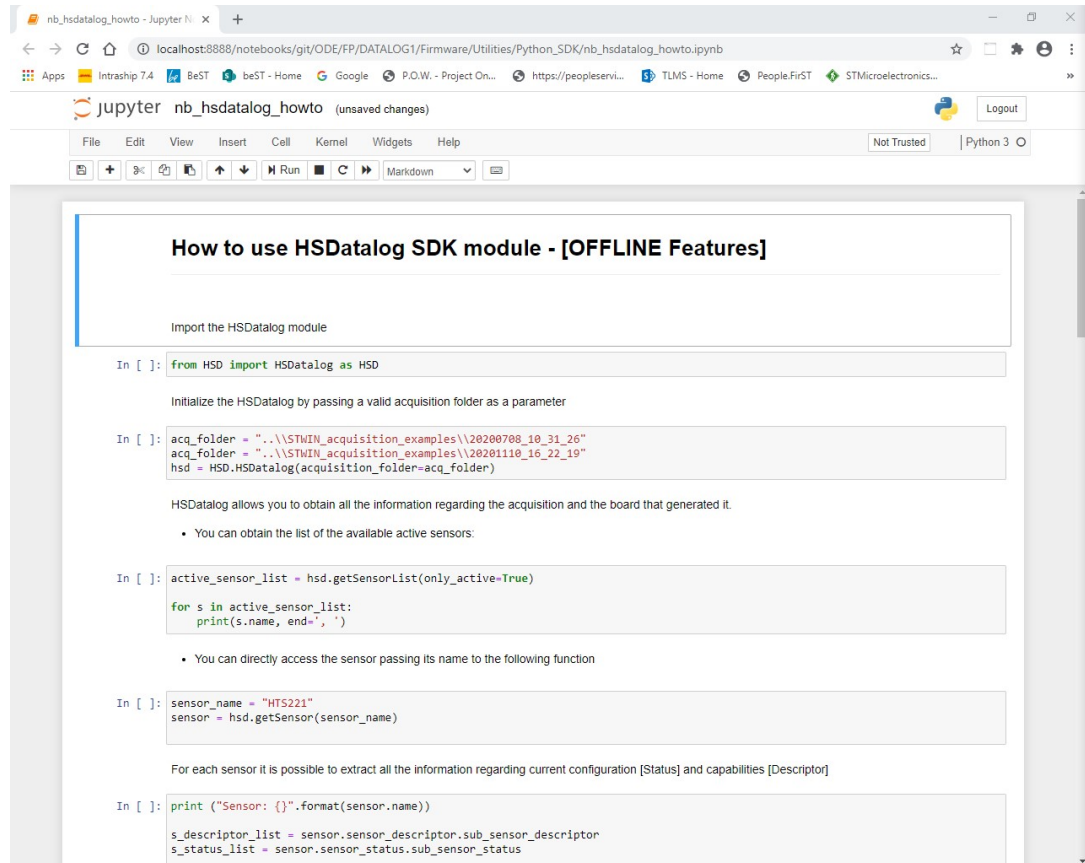 nb_hsdatalog_howto - Jupyter N
localhost:8888/notebooks/git/ODE/FP/DATALOG1/Firmware/Utilities/Python_SDK/nb_hsdatalog_howto.ipynb
Apps Intraship 7.4 BeST beST - Home Google P.O.W. - Project On... https://peopleservi... TLMS - Home People.FirST STMicroelectronics...
jupyter nb_hsdatalog_howto (unsaved changes) Logout
File Edit View Insert Cell Kernel Widgets Help Not Trusted Python 3
Run Markdown
How to use HSDatalog SDK module - [OFFLINE Features]
Import the HSDatalog module
In [ ]: from HSD import HSDatalog as HSD
Initialize the HSDatalog by passing a valid acquisition folder as a parameter
In [ ]: acq_folder = "..\\STWIN_acquisition_examples\\20200708_10_31_26"
acq_folder = "..\\STWIN_acquisition_examples\\20201110_16_22_19"
hsd = HSD.HSDatalog(acquisition_folder=acq_folder)
HSDatalog allows you to obtain all the information regarding the acquisition and the board that generated it.
• You can obtain the list of the available active sensors:
In [ ]: active_sensor_list = hsd.getSensorList(only_active=True)
for s in active_sensor_list:
print(s.name, end=', ')
• You can directly access the sensor passing its name to the following function
In [ ]: sensor_name = "HTS221"
sensor = hsd.getSensor(sensor_name)
For each sensor it is possible to extract all the information regarding current configuration [Status] and capabilities [Descriptor]
In [ ]: print ("Sensor: {}".format(sensor.name))
s_descriptor_list = sensor.sensor_descriptor.sub_sensor_descriptor
s_status_list = sensor.sensor_status.sub_sensor_status